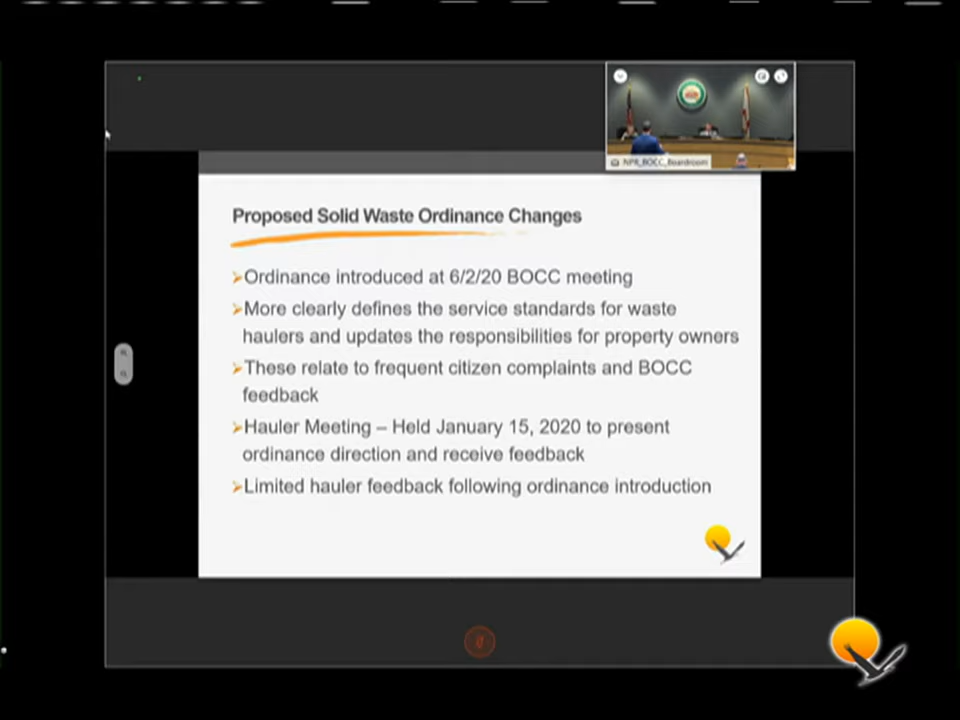 NPR_BOCC_Boardroom
Proposed Solid Waste Ordinance Changes
➢Ordinance introduced at 6/2/20 BOCC meeting
➢More clearly defines the service standards for waste
haulers and updates the responsibilities for property owners
➢These relate to frequent citizen complaints and BOCC
feedback
➢Hauler Meeting – Held January 15, 2020 to present
ordinance direction and receive feedback
➢Limited hauler feedback following ordinance introduction